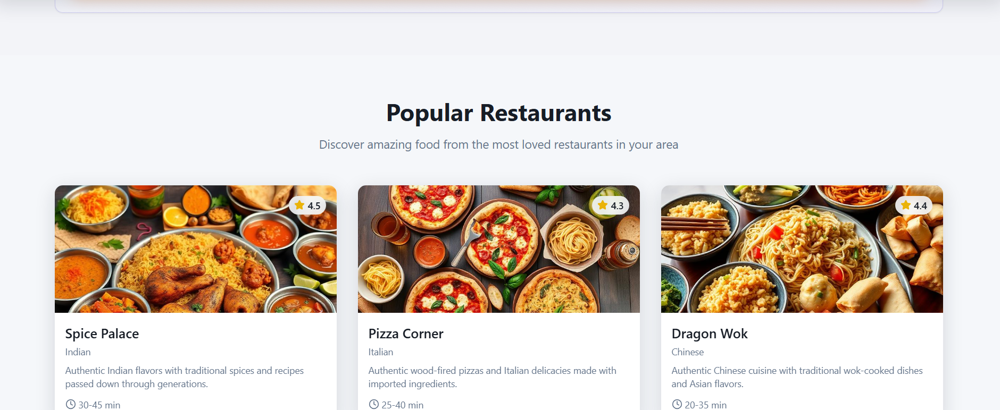 Popular Restaurants
Discover amazing food from the most loved restaurants in your area
4.5
4.3
4.4
Spice Palace
Indian
Authentic Indian flavors with traditional spices and recipes
passed down through generations.
30-45 min
Pizza Corner
Italian
Authentic wood-fired pizzas and Italian delicacies made with
imported ingredients.
25-40 min
Dragon Wok
Chinese
Authentic Chinese cuisine with traditional wok-cooked dishes
and Asian flavors.
20-35 min